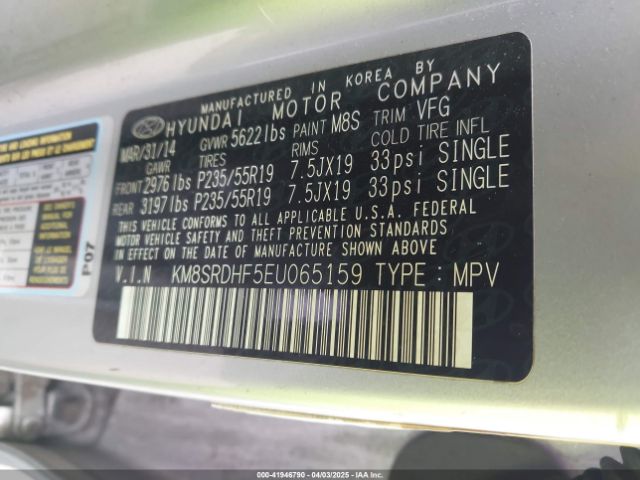 MANUFACTURED IN KOREA BY
HYUNDAI MOTOR COMPANY
MAR/31/14 GVWR 5622lbs PAINT M8S TRIM VFG
GAWR TIRES RIMS COLD TIRE INFL
FRONT 2976lbs P235/55R19 7.5JX19 33psi SINGLE
REAR 3197lbs P235/55R19 7.5JX19 33psi SINGLE
THIS VEHICLE CONFORMS TO ALL APPLICABLE U.S.A. FEDERAL
MOTOR VEHICLE SAFETY STANDARDS
IN EFFECT ON THE DATE OF MANUFACTURE SHOWN ABOVE.
V.I.N KM8SRDHF5EU065159 TYPE : MPV
P07
000-41946790 - 04/03/2025 - IAA, Inc.